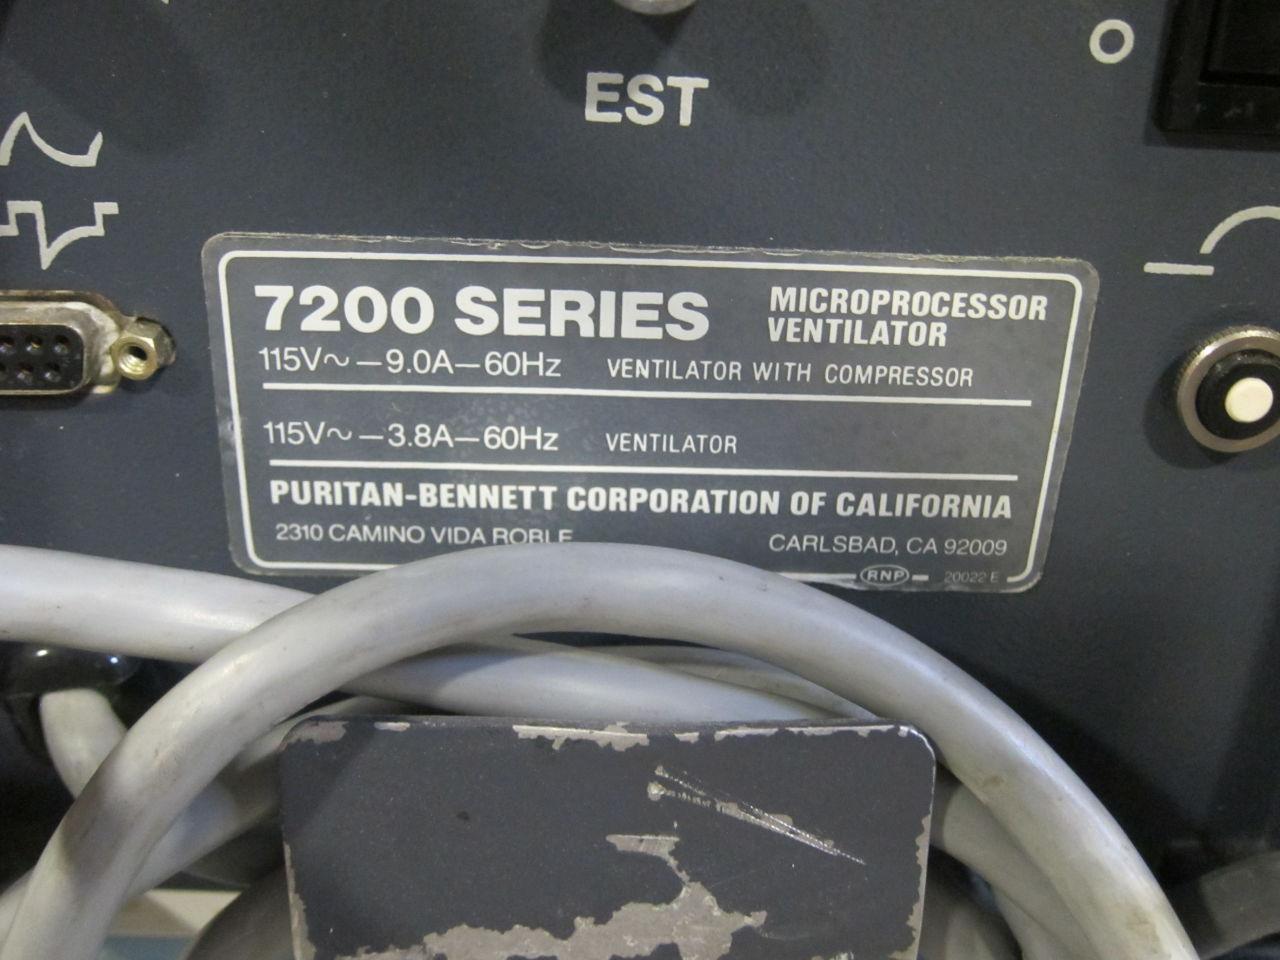 EST
7200 SERIES
MICROPROCESSOR
VENTILATOR
115V~—9.0A—60Hz VENTILATOR WITH COMPRESSOR
115V~—3.8A—60Hz VENTILATOR
PURITAN-BENNETT CORPORATION OF CALIFORNIA
2310 CAMINO VIDA ROBLE CARLSBAD, CA 92009
RNP 20022 E